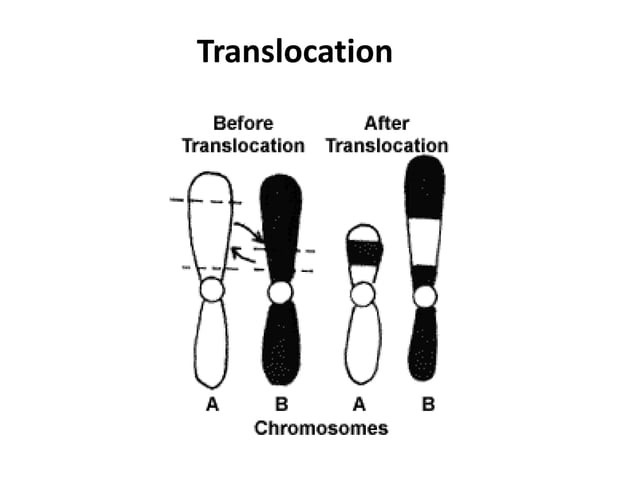 Translocation
Before
Translocation
After
Translocation
A
B
A
B
Chromosomes